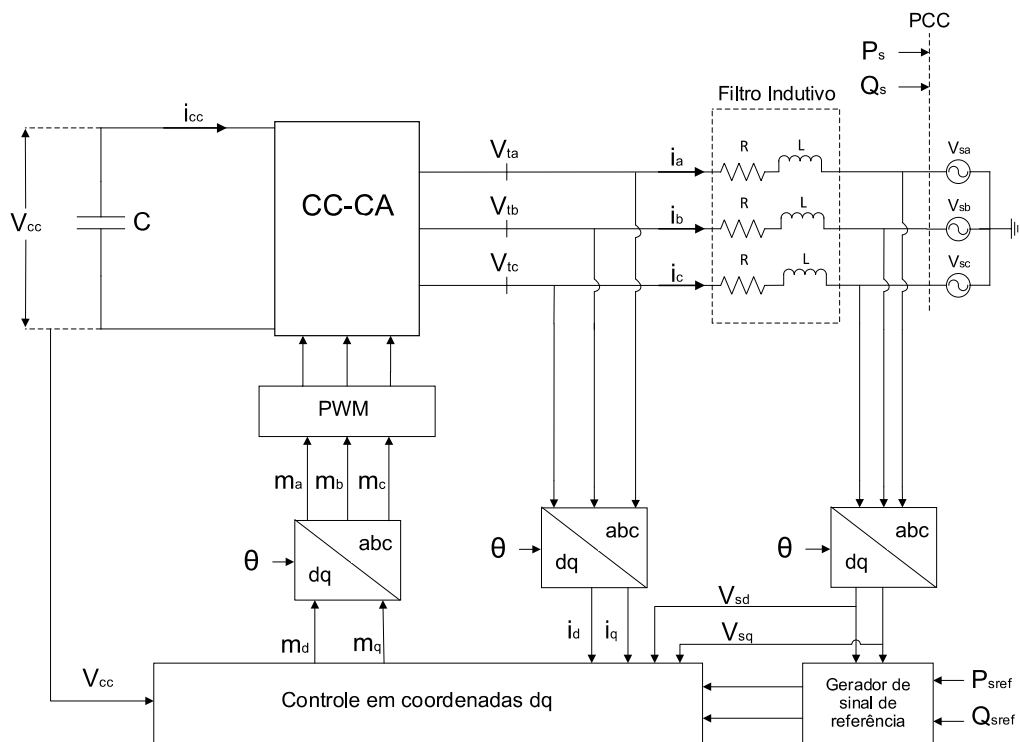 PCC
Ps
Qs
Filtro Indutivo
icc
Vcc
C
CC-CA
Vta
ia
R
L
Vsa
Vtb
ib
R
L
Vsb
Vtc
ic
R
L
Vsc
PWM
ma
mb
mc
θ
abc
dq
θ
abc
dq
θ
abc
dq
md
mq
id
iq
Vsd
Vsq
Vcc
Controle em coordenadas dq
Gerador de
sinal de
referência
Psref
Qsref